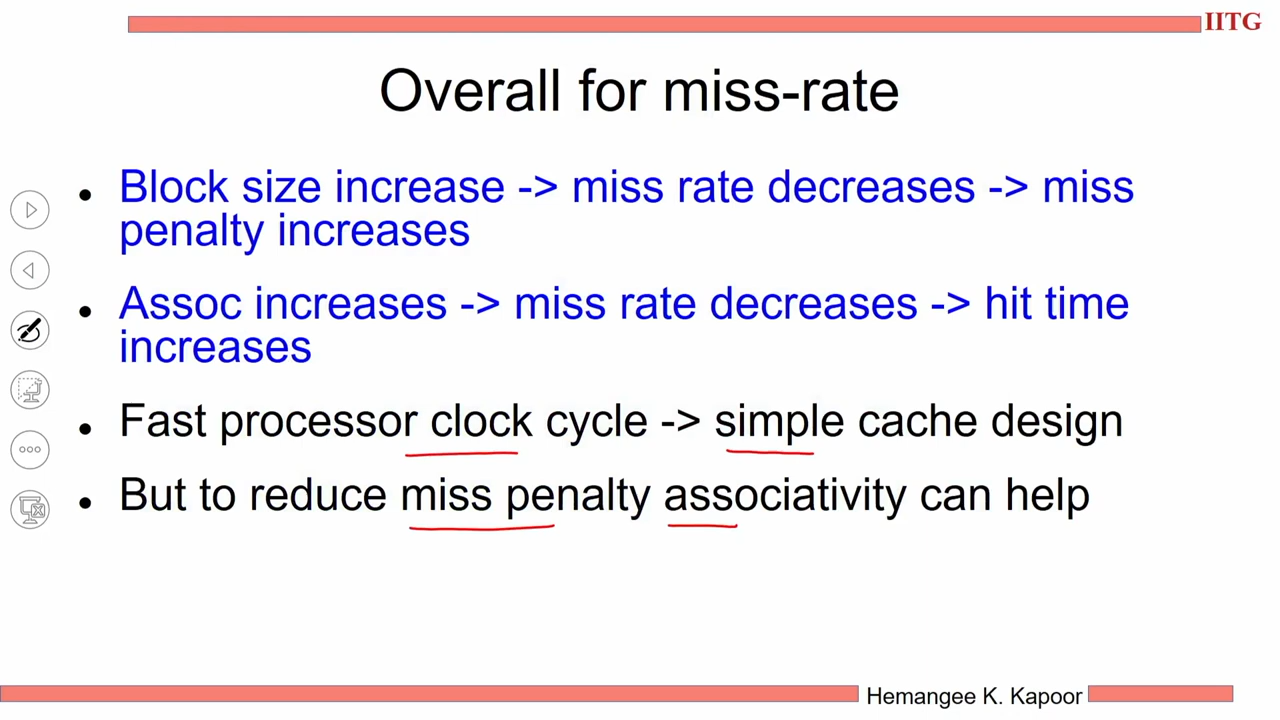 IITG
Overall for miss-rate
• Block size increase -> miss rate decreases -> miss
penalty increases
• Assoc increases -> miss rate decreases -> hit time
increases
• Fast processor clock cycle -> simple cache design
• But to reduce miss penalty associativity can help
Hemangee K. Kapoor